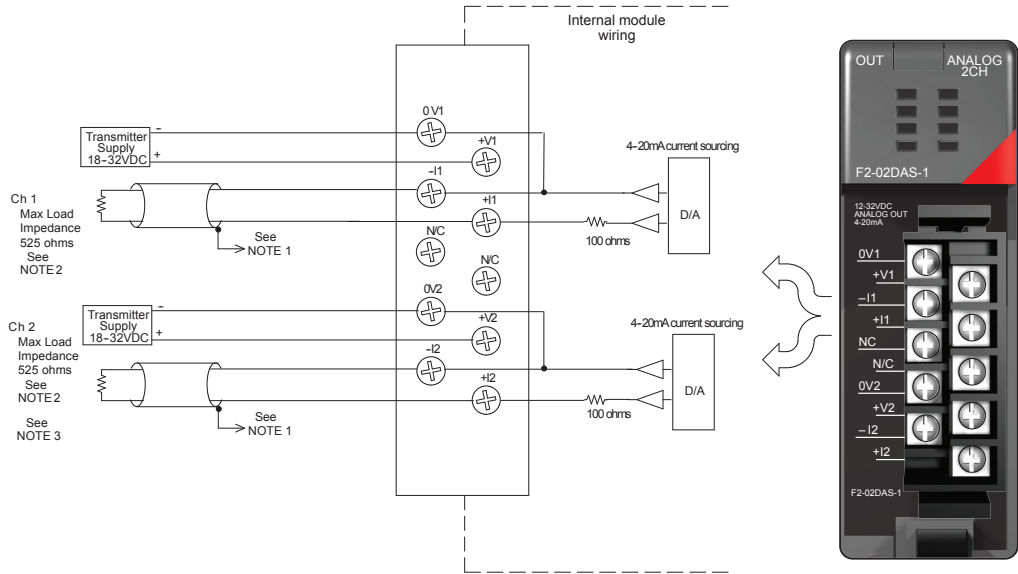 Internal module
wiring
0V1
+V1
Transmitter
Supply
18-32VDC
-
+
-I1
+I1
4-20mA current sourcing
D/A
100 ohms
Ch 1
Max Load
Impedance
525 ohms
See
NOTE 2
See
NOTE 1
N/C
N/C
0V2
+V2
Transmitter
Supply
18-32VDC
-
+
-I2
+I2
4-20mA current sourcing
D/A
100 ohms
Ch 2
Max Load
Impedance
525 ohms
See
NOTE 2
See
NOTE 3
See
NOTE 1
OUT
ANALOG
2CH
F2-02DAS-1
12-32VDC
ANALOG OUT
4-20mA
0V1
+V1
-I1
+I1
NC
N/C
0V2
+V2
-I2
+I2
F2-02DAS-1